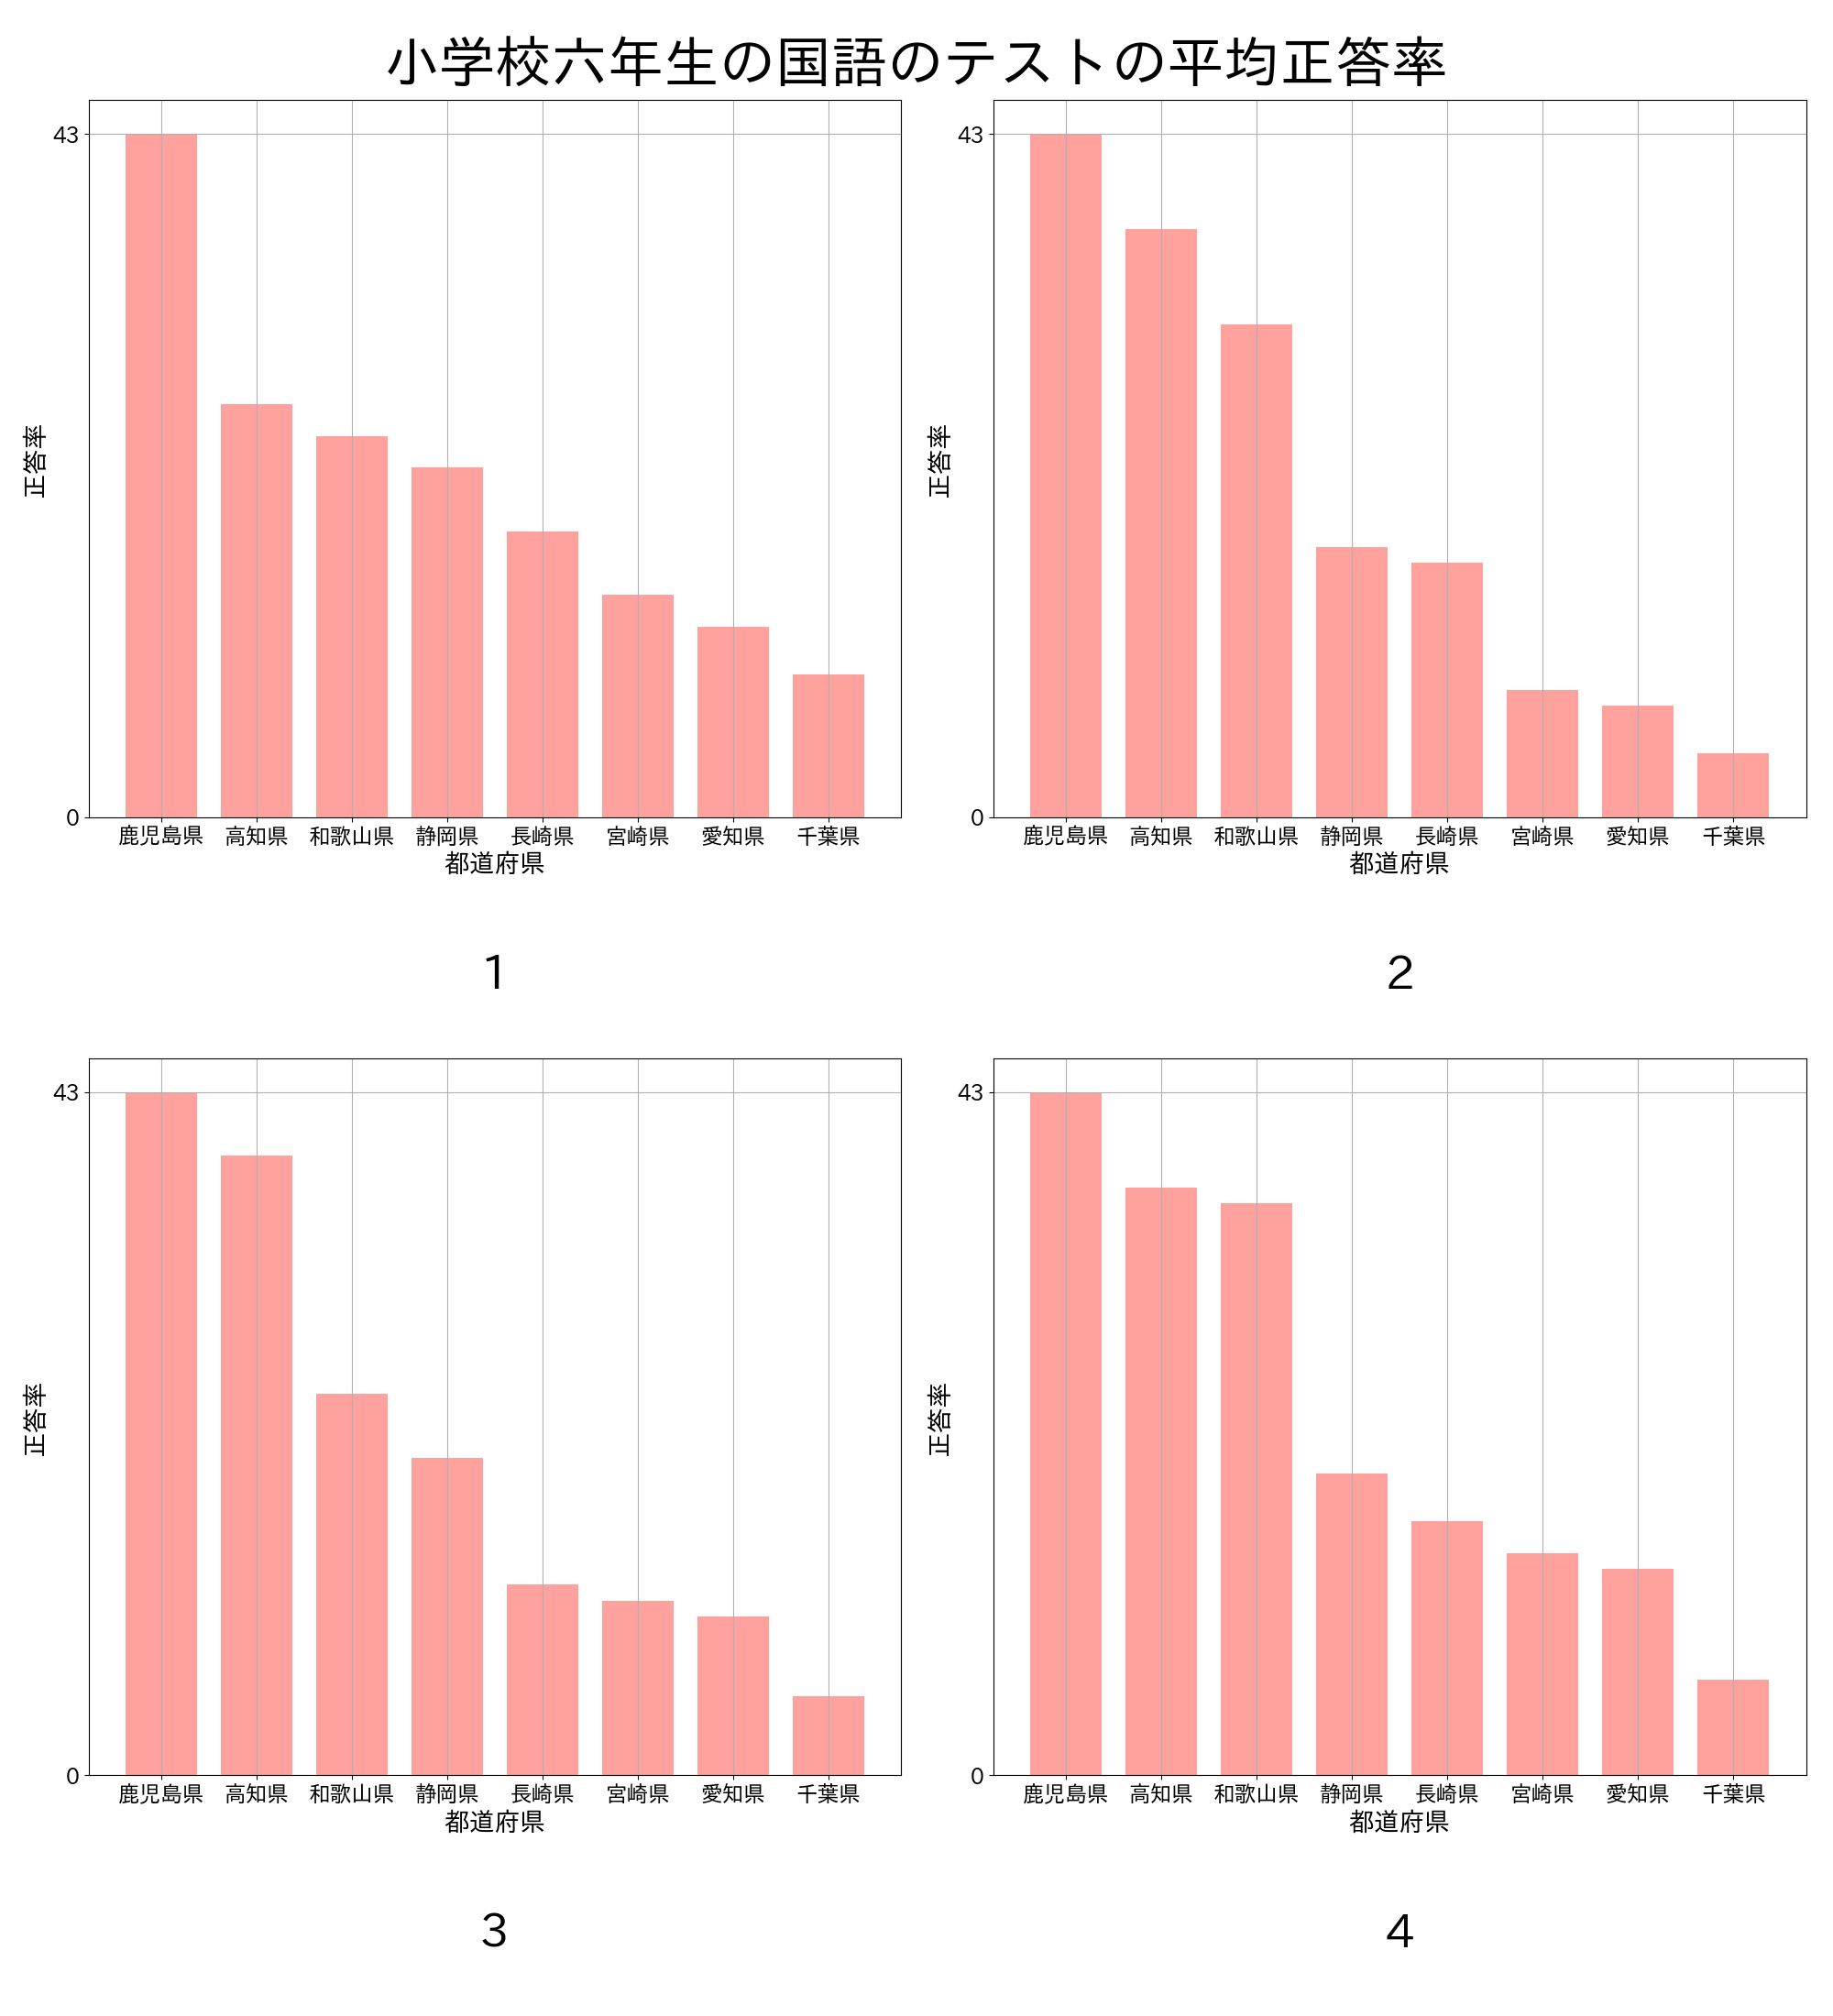 小学校六年生の国語のテストの平均正答率
43
正答率
0
鹿児島県 高知県 和歌山県 静岡県 長崎県 宮崎県 愛知県 千葉県
都道府県
1
43
正答率
0
鹿児島県 高知県 和歌山県 静岡県 長崎県 宮崎県 愛知県 千葉県
都道府県
2
43
正答率
0
鹿児島県 高知県 和歌山県 静岡県 長崎県 宮崎県 愛知県 千葉県
都道府県
3
43
正答率
0
鹿児島県 高知県 和歌山県 静岡県 長崎県 宮崎県 愛知県 千葉県
都道府県
4